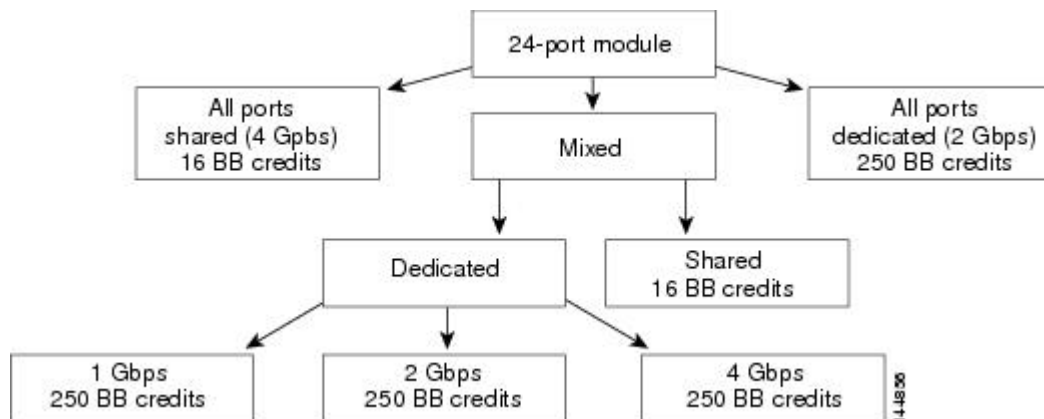 24-port module
All ports
shared (4 Gpbs)
16 BB credits
Mixed
All ports
dedicated (2 Gbps)
250 BB credits
Dedicated
Shared
16 BB credits
1 Gbps
250 BB credits
2 Gbps
250 BB credits
4 Gbps
250 BB credits
144856